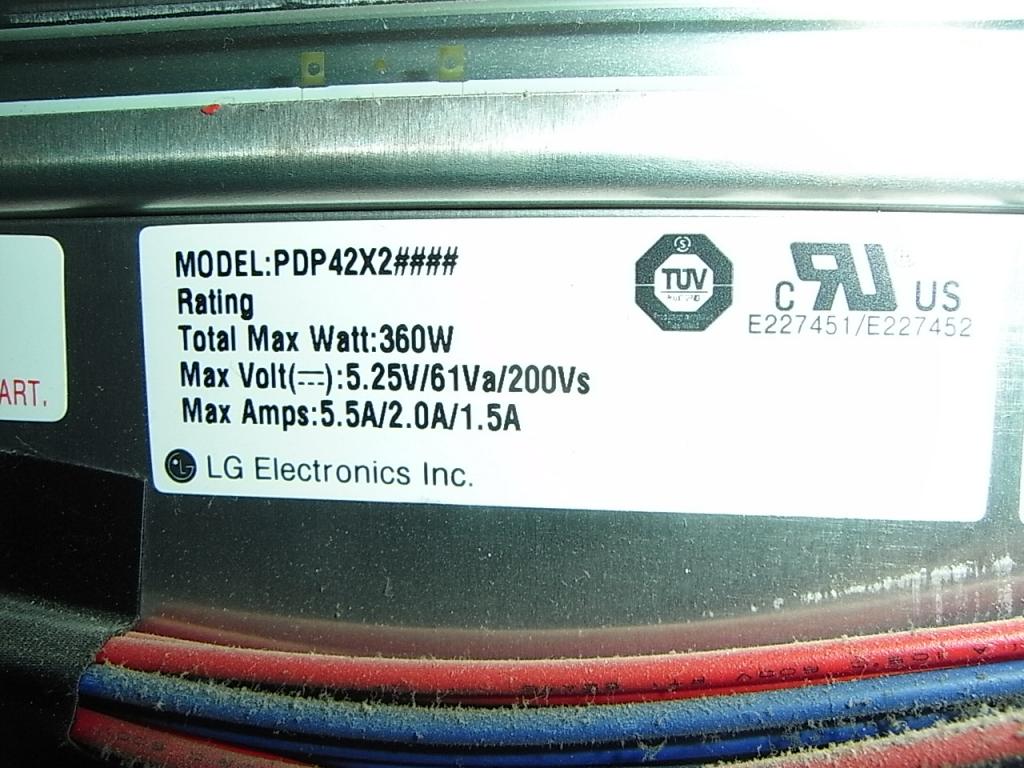 MODEL:PDP42X2####
Rating
Total Max Watt:360W
Max Volt(⎓):5.25V/61Va/200Vs
Max Amps:5.5A/2.0A/1.5A
LG Electronics Inc.
TUV
C RU ® US
E227451/E227452
ART.